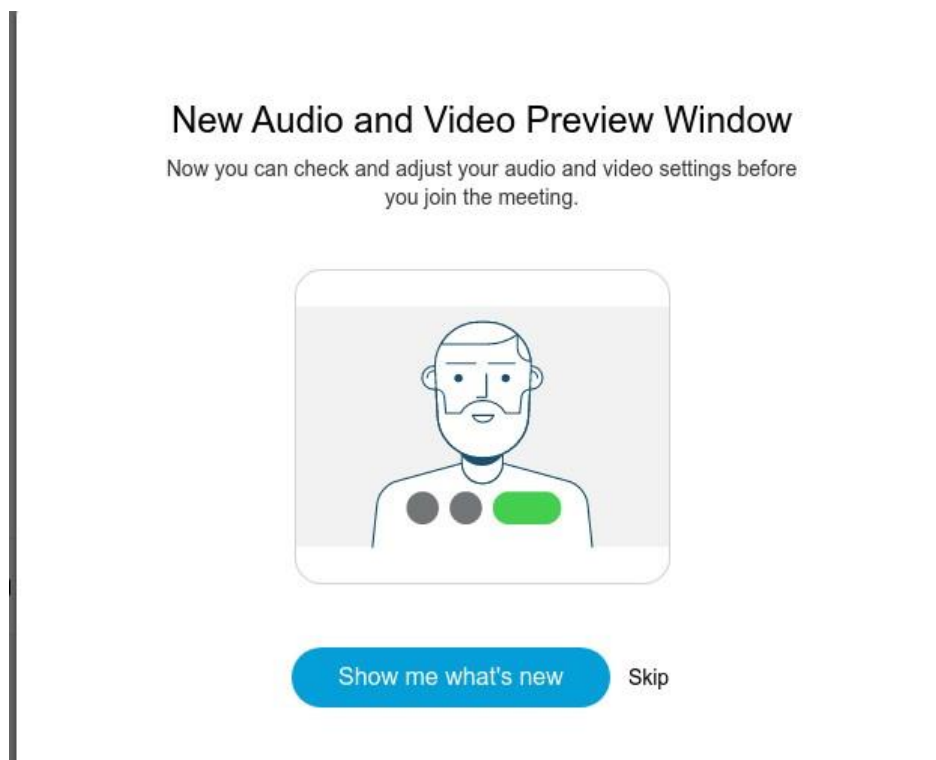 New Audio and Video Preview Window
Now you can check and adjust your audio and video settings before
you join the meeting.
Show me what's new
Skip